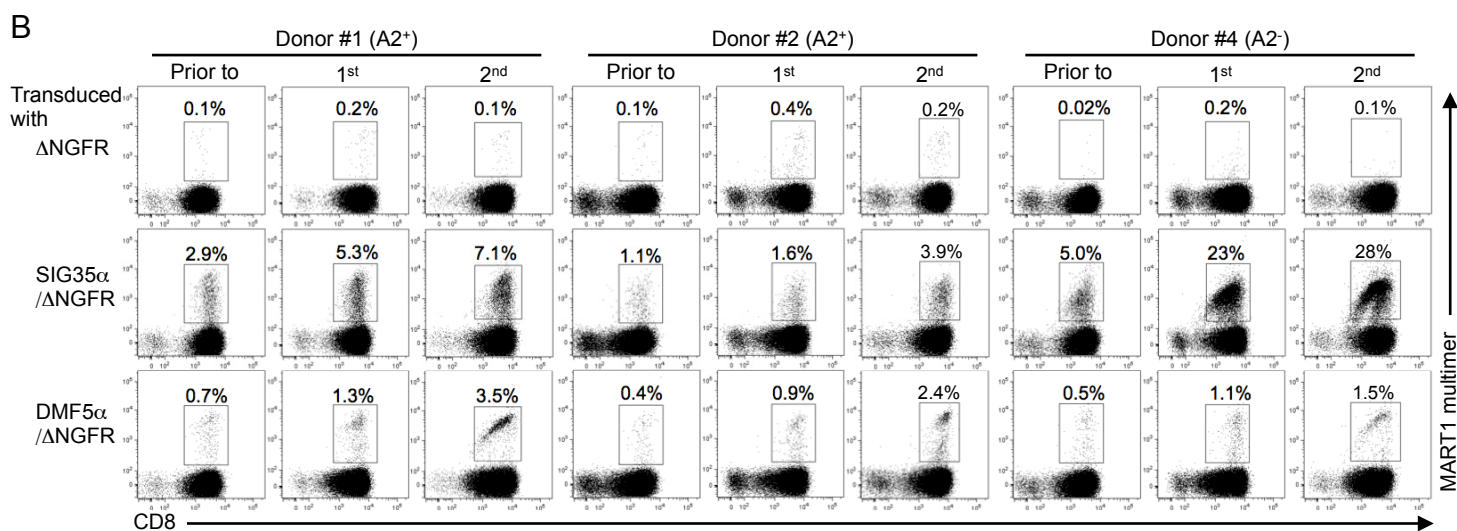 B
Donor #1 (A2⁺)
Donor #2 (A2⁺)
Donor #4 (A2⁻)
Prior to 1ˢᵗ 2ⁿᵈ Prior to 1ˢᵗ 2ⁿᵈ Prior to 1ˢᵗ 2ⁿᵈ
Transduced
with
ΔNGFR
0.1% 0.2% 0.1% 0.1% 0.4% 0.2% 0.02% 0.2% 0.1%
SIG35α
/ΔNGFR
2.9% 5.3% 7.1% 1.1% 1.6% 3.9% 5.0% 23% 28%
DMF5α
/ΔNGFR
0.7% 1.3% 3.5% 0.4% 0.9% 2.4% 0.5% 1.1% 1.5%
MART1 multimer
CD8